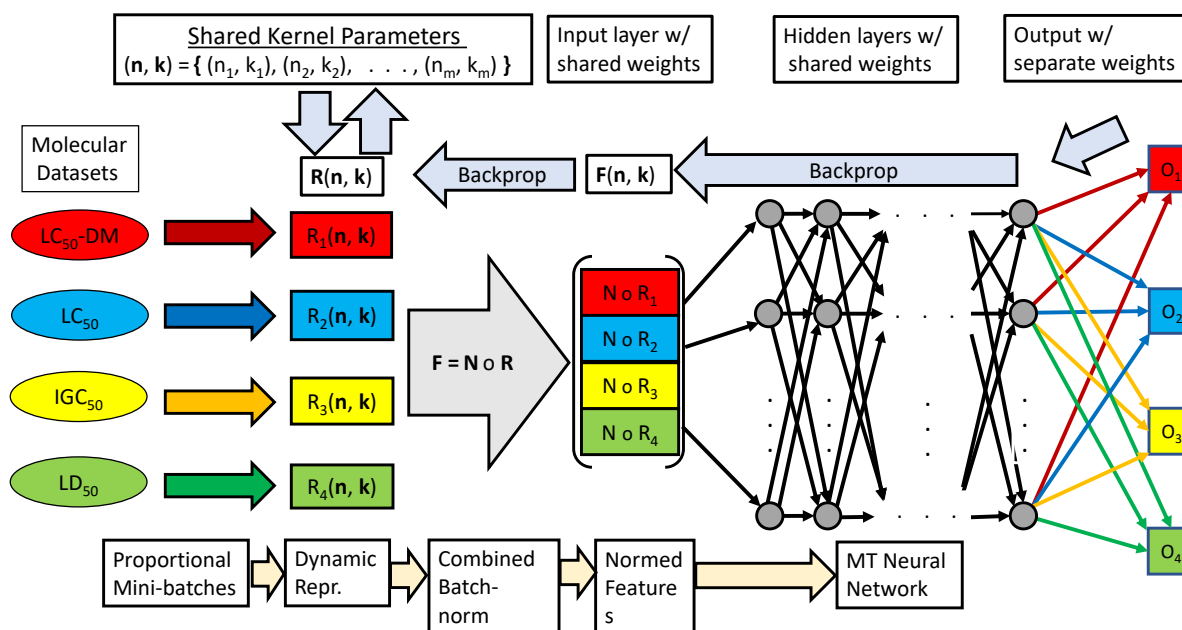 Shared Kernel Parameters
(n, k) = { (n₁, k₁), (n₂, k₂), . . . , (nₘ, kₘ) }
Input layer w/
shared weights
Hidden layers w/
shared weights
Output w/
separate weights
Molecular
Datasets
R(n, k)
Backprop
F(n, k)
Backprop
LC₅₀-DM
R₁(n, k)
LC₅₀
R₂(n, k)
IGC₅₀
R₃(n, k)
LD₅₀
R₄(n, k)
F = N o R
N o R₁
N o R₂
N o R₃
N o R₄
. . . .
. . . .
. . . .
O₁
O₂
O₃
O₄
Proportional
Mini-batches
Dynamic
Repr.
Combined
Batch-
norm
Normed
Feature
s
MT Neural
Network